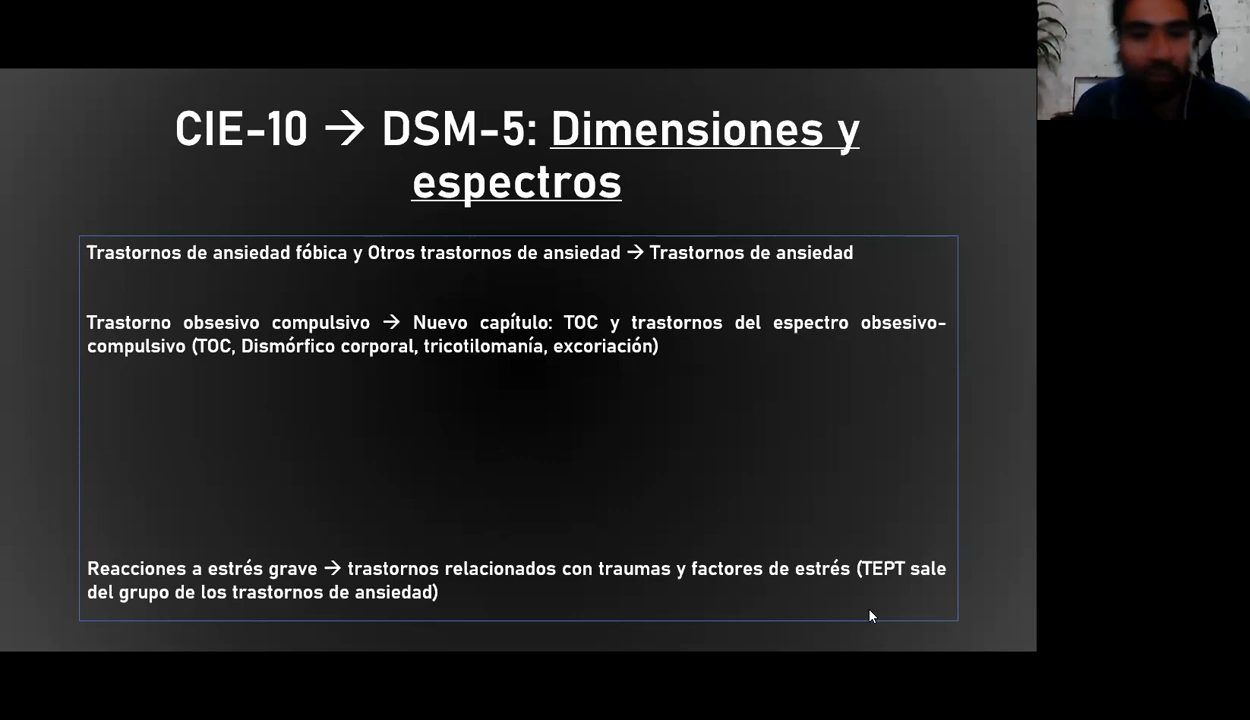 CIE-10 → DSM-5: Dimensiones y
espectros
Trastornos de ansiedad fóbica y Otros trastornos de ansiedad → Trastornos de ansiedad
Trastorno obsesivo compulsivo → Nuevo capítulo: TOC y trastornos del espectro obsesivo-
compulsivo (TOC, Dismórfico corporal, tricotilomanía, excoriación)
Reacciones a estrés grave → trastornos relacionados con traumas y factores de estrés (TEPT sale
del grupo de los trastornos de ansiedad)